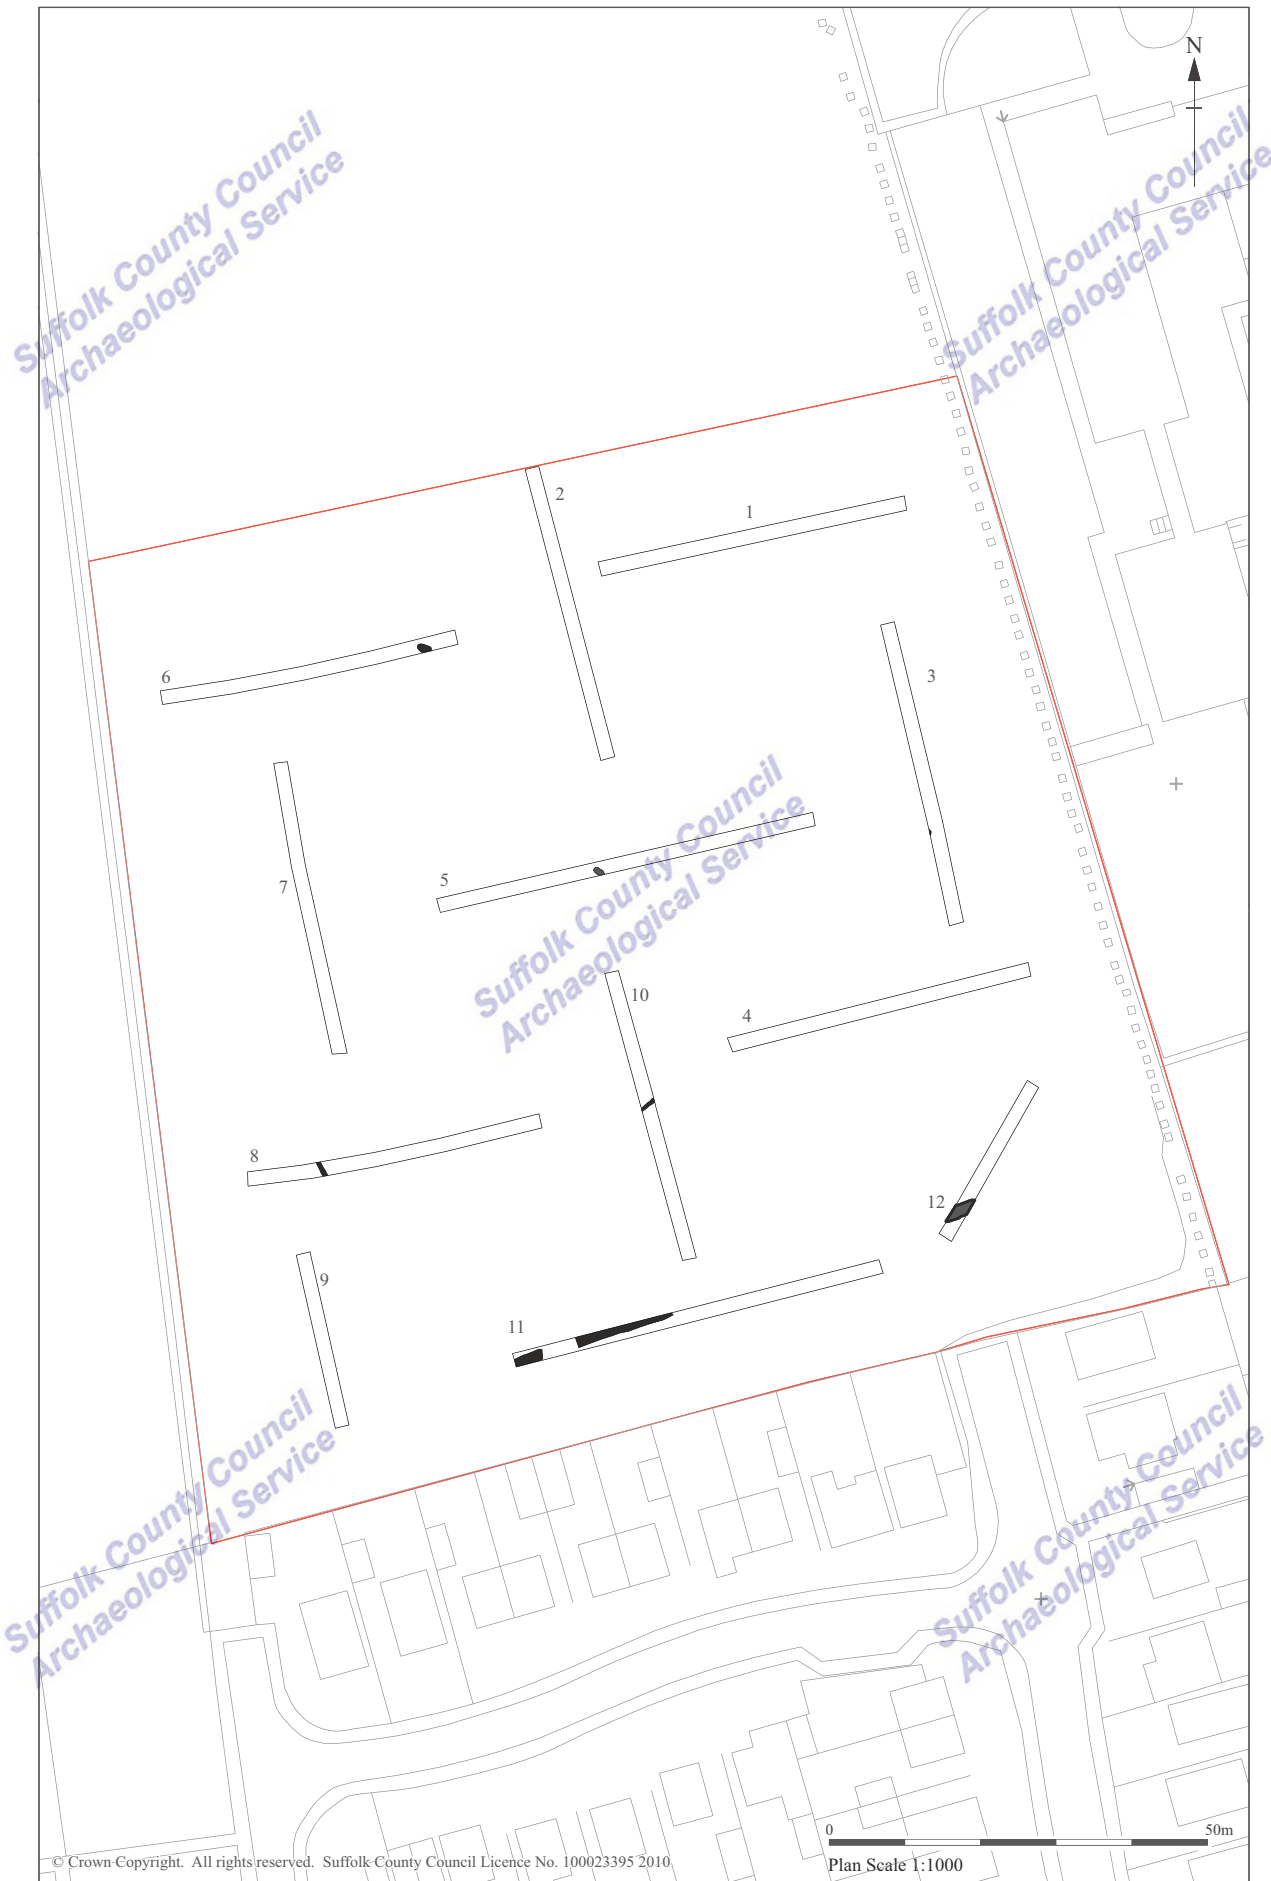 N
Suffolk County Council
Archaeological Service
Suffolk County Council
Archaeological Service
2
1
6
3
Suffolk County Council
Archaeological Service
5
7
10
4
8
12
9
11
Suffolk County Council
Archaeological Service
Suffolk County Council
Archaeological Service
0 50m
Plan Scale 1:1000
© Crown Copyright. All rights reserved. Suffolk County Council Licence No. 100023395 2010